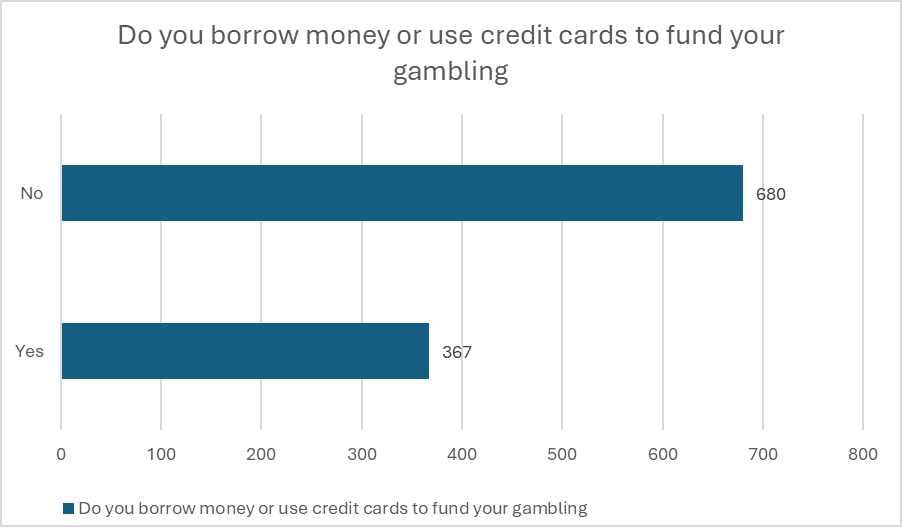 Do you borrow money or use credit cards to fund your
gambling
No
680
Yes
367
0 100 200 300 400 500 600 700 800
Do you borrow money or use credit cards to fund your gambling